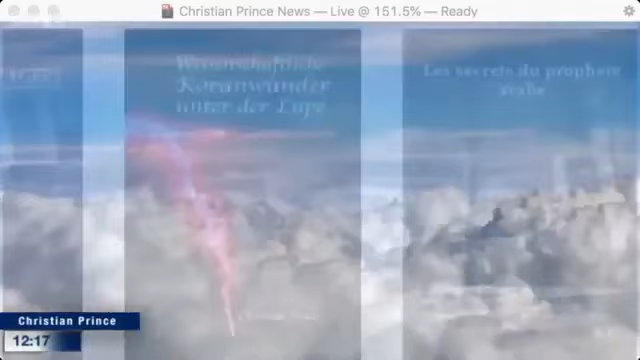 Christian Prince News — Live @ 151.5% — Ready
Wissenschaftliche
Koranwunder
unter der Lupe
Les secrets du prophète
arabe
Christian Prince
12:17